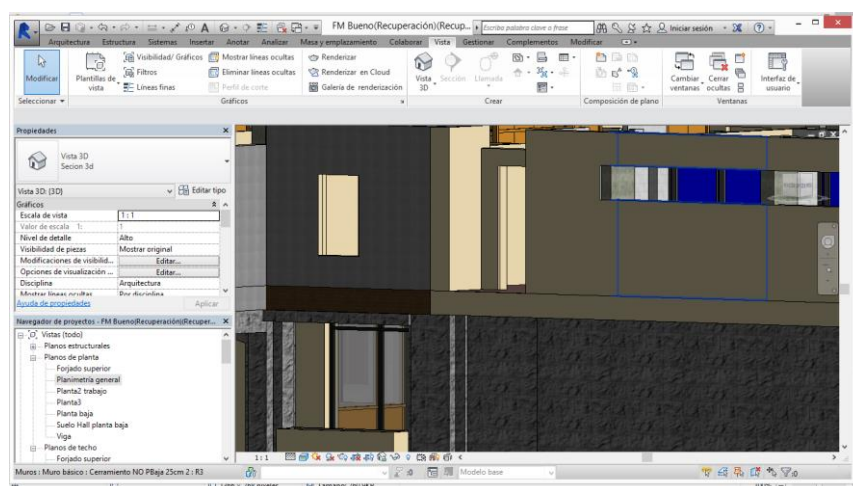 FM Bueno(Recuperación)(Recup...
Escriba palabra clave o frase
Iniciar sesión
Arquitectura Estructura Sistemas Insertar Anotar Analizar Masa y emplazamiento Colaborar Vista Gestionar Complementos Modificar
Modificar
Plantillas de vista
Visibilidad/ Gráficos
Filtros
Líneas finas
Mostrar líneas ocultas
Eliminar líneas ocultas
Perfil de corte
Renderizar
Renderizar en Cloud
Galería de renderización
Vista 3D
Sección
Llamada
Cambiar ventanas
Cerrar ocultas
Interfaz de usuario
Seleccionar
Gráficos
Crear
Composición de plano
Ventanas
Propiedades
Vista 3D
Secion 3d
Vista 3D: {3D}
Editar tipo
Gráficos
Escala de vista 1 : 1
Valor de escala 1: 1
Nivel de detalle Alto
Visibilidad de piezas Mostrar original
Modificaciones de visibilid... Editar...
Opciones de visualización ... Editar...
Disciplina Arquitectura
Mostrar líneas ocultas Por disciplina
Ayuda de propiedades
Aplicar
Navegador de proyectos - FM Bueno(Recuperación)(Recuper...
Vistas (todo)
Planos estructurales
Planos de planta
Forjado superior
Planimetría general
Planta2 trabajo
Planta3
Planta baja
Suelo Hall planta baja
Viga
Planos de techo
Forjado superior
1 : 1
Muros : Muro básico : Cerramiento NO PBaja 25cm 2 : R3
:0
Modelo base
:0